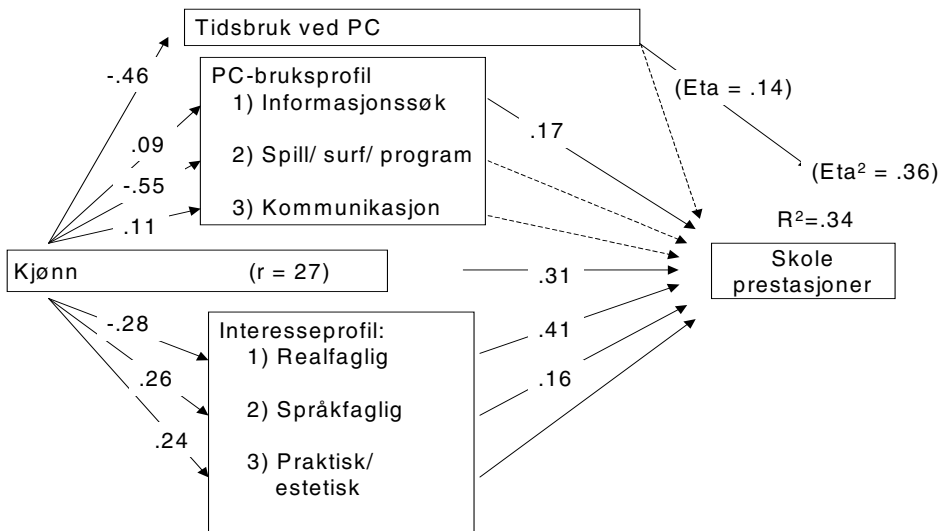 Tidsbruk ved PC
-.46
PC-bruksprofil
1) Informasjonssøk
2) Spill/ surf/ program
3) Kommunikasjon
.09
-.55
.11
.17
(Eta = .14)
(Eta² = .36)
R²=.34
Kjønn (r = 27)
.31
Skole
prestasjoner
-.28
.26
.24
Interesseprofil:
1) Realfaglig
2) Språkfaglig
3) Praktisk/
estetisk
.41
.16